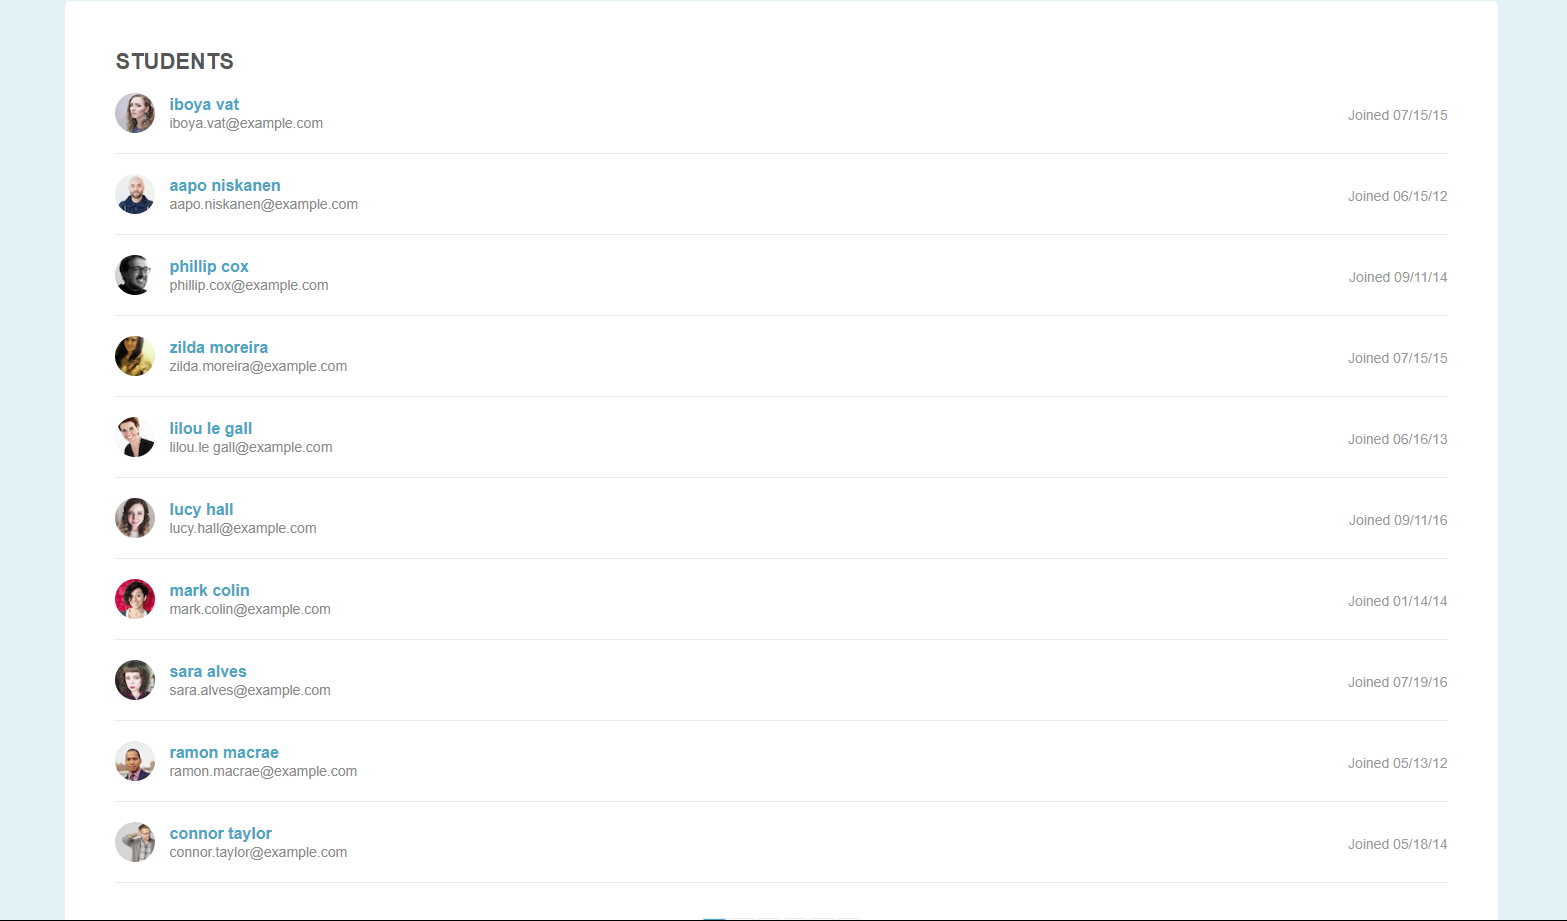 STUDENTS
iboya vat
iboya.vat@example.com
Joined 07/15/15
aapo niskanen
aapo.niskanen@example.com
Joined 06/15/12
phillip cox
phillip.cox@example.com
Joined 09/11/14
zilda moreira
zilda.moreira@example.com
Joined 07/15/15
lilou le gall
lilou.le gall@example.com
Joined 06/16/13
lucy hall
lucy.hall@example.com
Joined 09/11/16
mark colin
mark.colin@example.com
Joined 01/14/14
sara alves
sara.alves@example.com
Joined 07/19/16
ramon macrae
ramon.macrae@example.com
Joined 05/13/12
connor taylor
connor.taylor@example.com
Joined 05/18/14